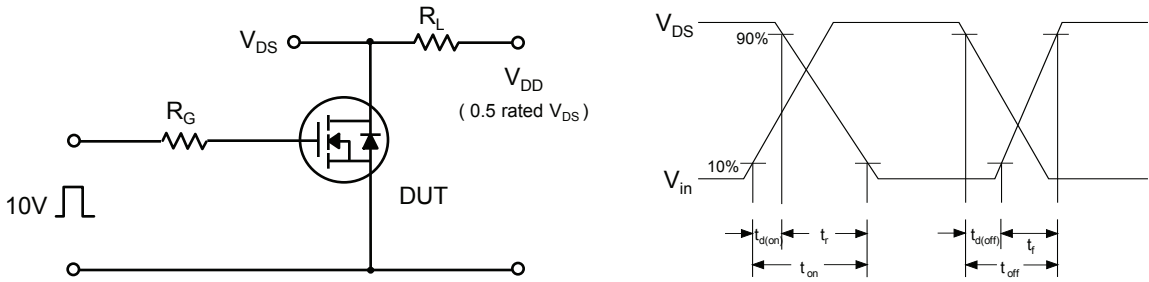 R_L
V_DS
V_DD
( 0.5 rated V_DS )
R_G
10V
DUT
V_DS
90%
10%
V_in
t_d(on)
t_r
t_on
t_d(off)
t_f
t_off